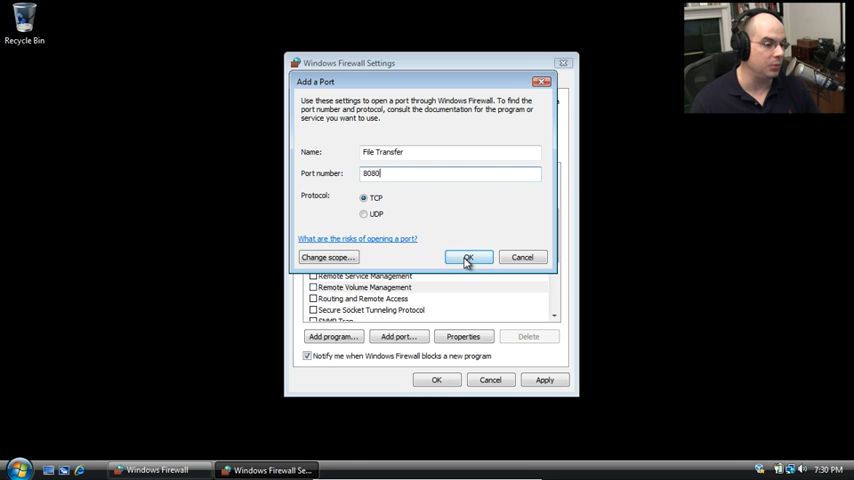 Recycle Bin
Windows Firewall Settings
Add a Port
Use these settings to open a port through Windows Firewall. To find the
port number and protocol, consult the documentation for the program or
service you want to use.
Name:
File Transfer
Port number:
8080
Protocol:
TCP
UDP
What are the risks of opening a port?
Change scope...
OK
Cancel
Remote Service Management
Remote Volume Management
Routing and Remote Access
Secure Socket Tunneling Protocol
SNMP Trap
Add program...
Add port...
Properties
Delete
Notify me when Windows Firewall blocks a new program
OK
Cancel
Apply
Windows Firewall
Windows Firewall Se...
7:30 PM